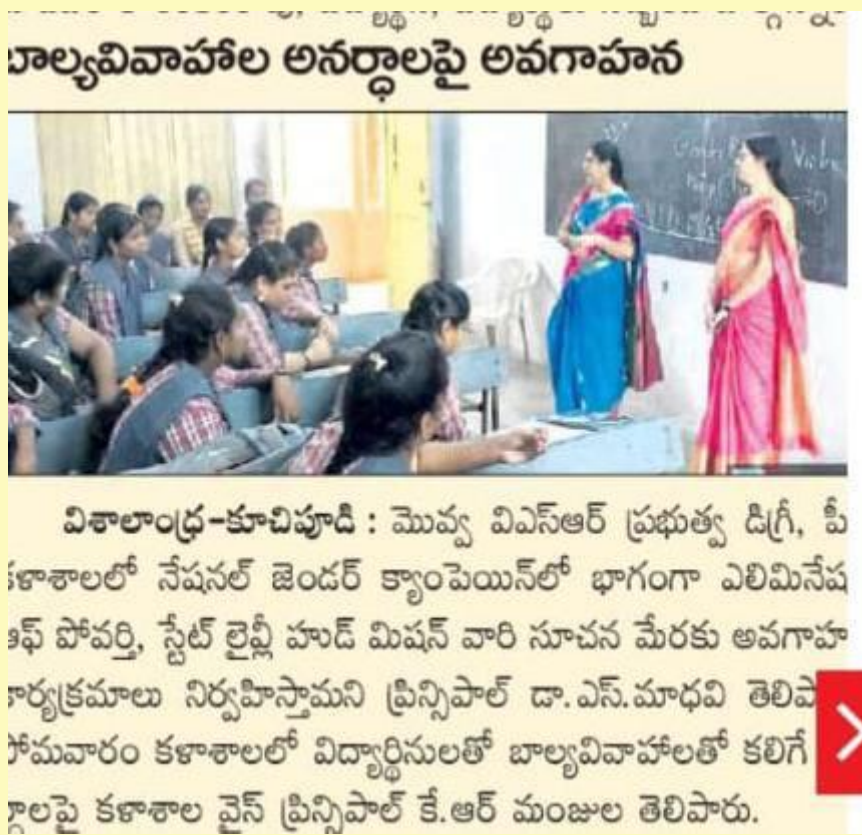 బాల్యవివాహాల అనర్ధాలపై అవగాహన
విశాలాంధ్ర-కూచిపూడి : మొవ్వ విఎస్ఆర్ ప్రభుత్వ డిగ్రీ, పీ
కళాశాలలో నేషనల్ జెండర్ క్యాంపెయిన్‌లో భాగంగా ఎలిమినేష
ఆఫ్ పోవర్తి, స్టేట్ లైవ్లీ హుడ్ మిషన్ వారి సూచన మేరకు అవగాహ
కార్యక్రమాలు నిర్వహిస్తామని ప్రిన్సిపాల్ డా.ఎస్.మాధవి తెలిపా
సోమవారం కళాశాలలో విద్యార్థినులతో బాల్యవివాహాలతో కలిగే
కళాశాల వైస్ ప్రిన్సిపాల్ కే.ఆర్ మంజుల తెలిపారు.